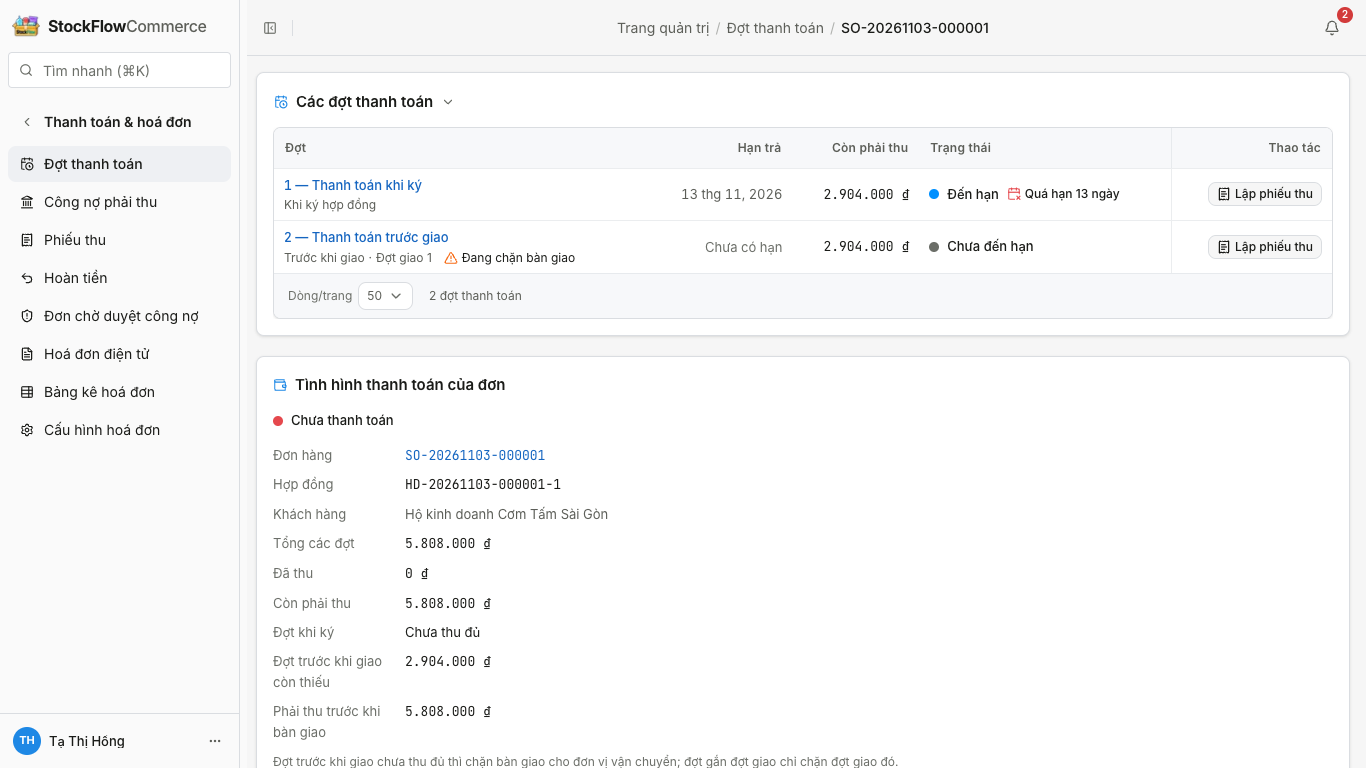 StockFlowCommerce
Tìm nhanh (⌘K)
Thanh toán & hoá đơn
Đợt thanh toán
Công nợ phải thu
Phiếu thu
Hoàn tiền
Đơn chờ duyệt công nợ
Hoá đơn điện tử
Bảng kê hoá đơn
Cấu hình hoá đơn
TH Tạ Thị Hồng
Trang quản trị / Đợt thanh toán / SO-20261103-000001
2
Các đợt thanh toán
Đợt Hạn trả Còn phải thu Trạng thái Thao tác
1 — Thanh toán khi ký 13 thg 11, 2026 2.904.000 ₫ Đến hạn Quá hạn 13 ngày Lập phiếu thu
Khi ký hợp đồng
2 — Thanh toán trước giao Chưa có hạn 2.904.000 ₫ Chưa đến hạn Lập phiếu thu
Trước khi giao · Đợt giao 1 Đang chặn bàn giao
Dòng/trang 50 2 đợt thanh toán
Tình hình thanh toán của đơn
Chưa thanh toán
Đơn hàng SO-20261103-000001
Hợp đồng HD-20261103-000001-1
Khách hàng Hộ kinh doanh Cơm Tấm Sài Gòn
Tổng các đợt 5.808.000 ₫
Đã thu 0 ₫
Còn phải thu 5.808.000 ₫
Đợt khi ký Chưa thu đủ
Đợt trước khi giao còn thiếu 2.904.000 ₫
Phải thu trước khi bàn giao 5.808.000 ₫
Đợt trước khi giao chưa thu đủ thì chặn bàn giao cho đơn vị vận chuyển; đợt gắn đợt giao chỉ chặn đợt giao đó.